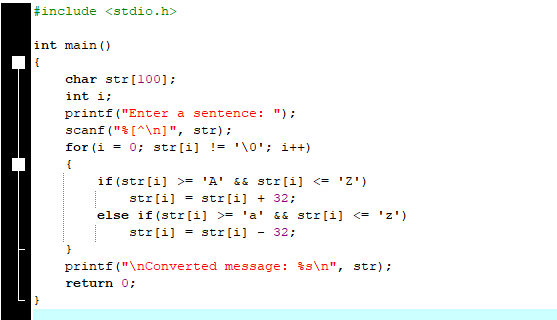 #include <stdio.h>

int main()
{
    char str[100];
    int i;
    printf("Enter a sentence: ");
    scanf("%[^\n]", str);
    for(i = 0; str[i] != '\0'; i++)
    {
        if(str[i] >= 'A' && str[i] <= 'Z')
            str[i] = str[i] + 32;
        else if(str[i] >= 'a' && str[i] <= 'z')
            str[i] = str[i] - 32;
    }
    printf("\nConverted message: %s\n", str);
    return 0;
}